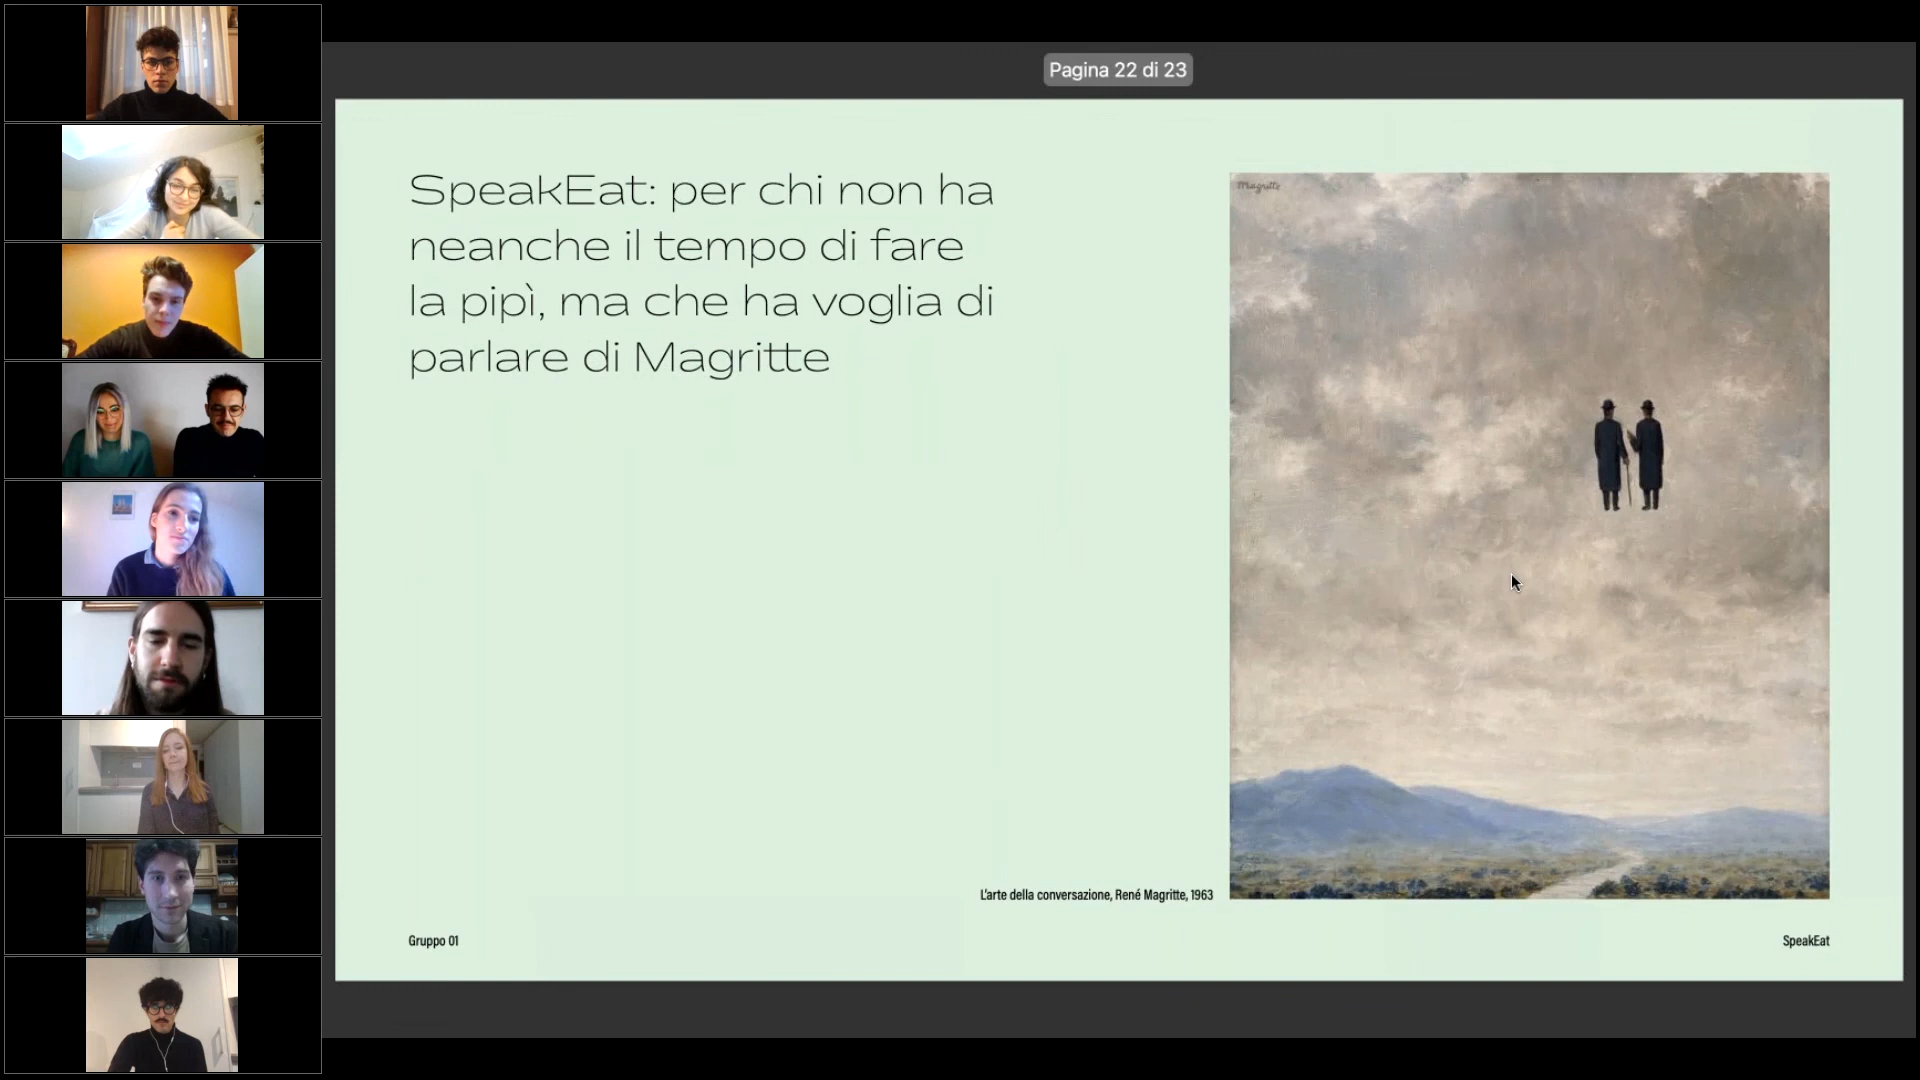 Pagina 22 di 23
SpeakEat: per chi non ha
neanche il tempo di fare
la pipì, ma che ha voglia di
parlare di Magritte
Magritte
L'arte della conversazione, René Magritte, 1963
Gruppo 01
SpeakEat